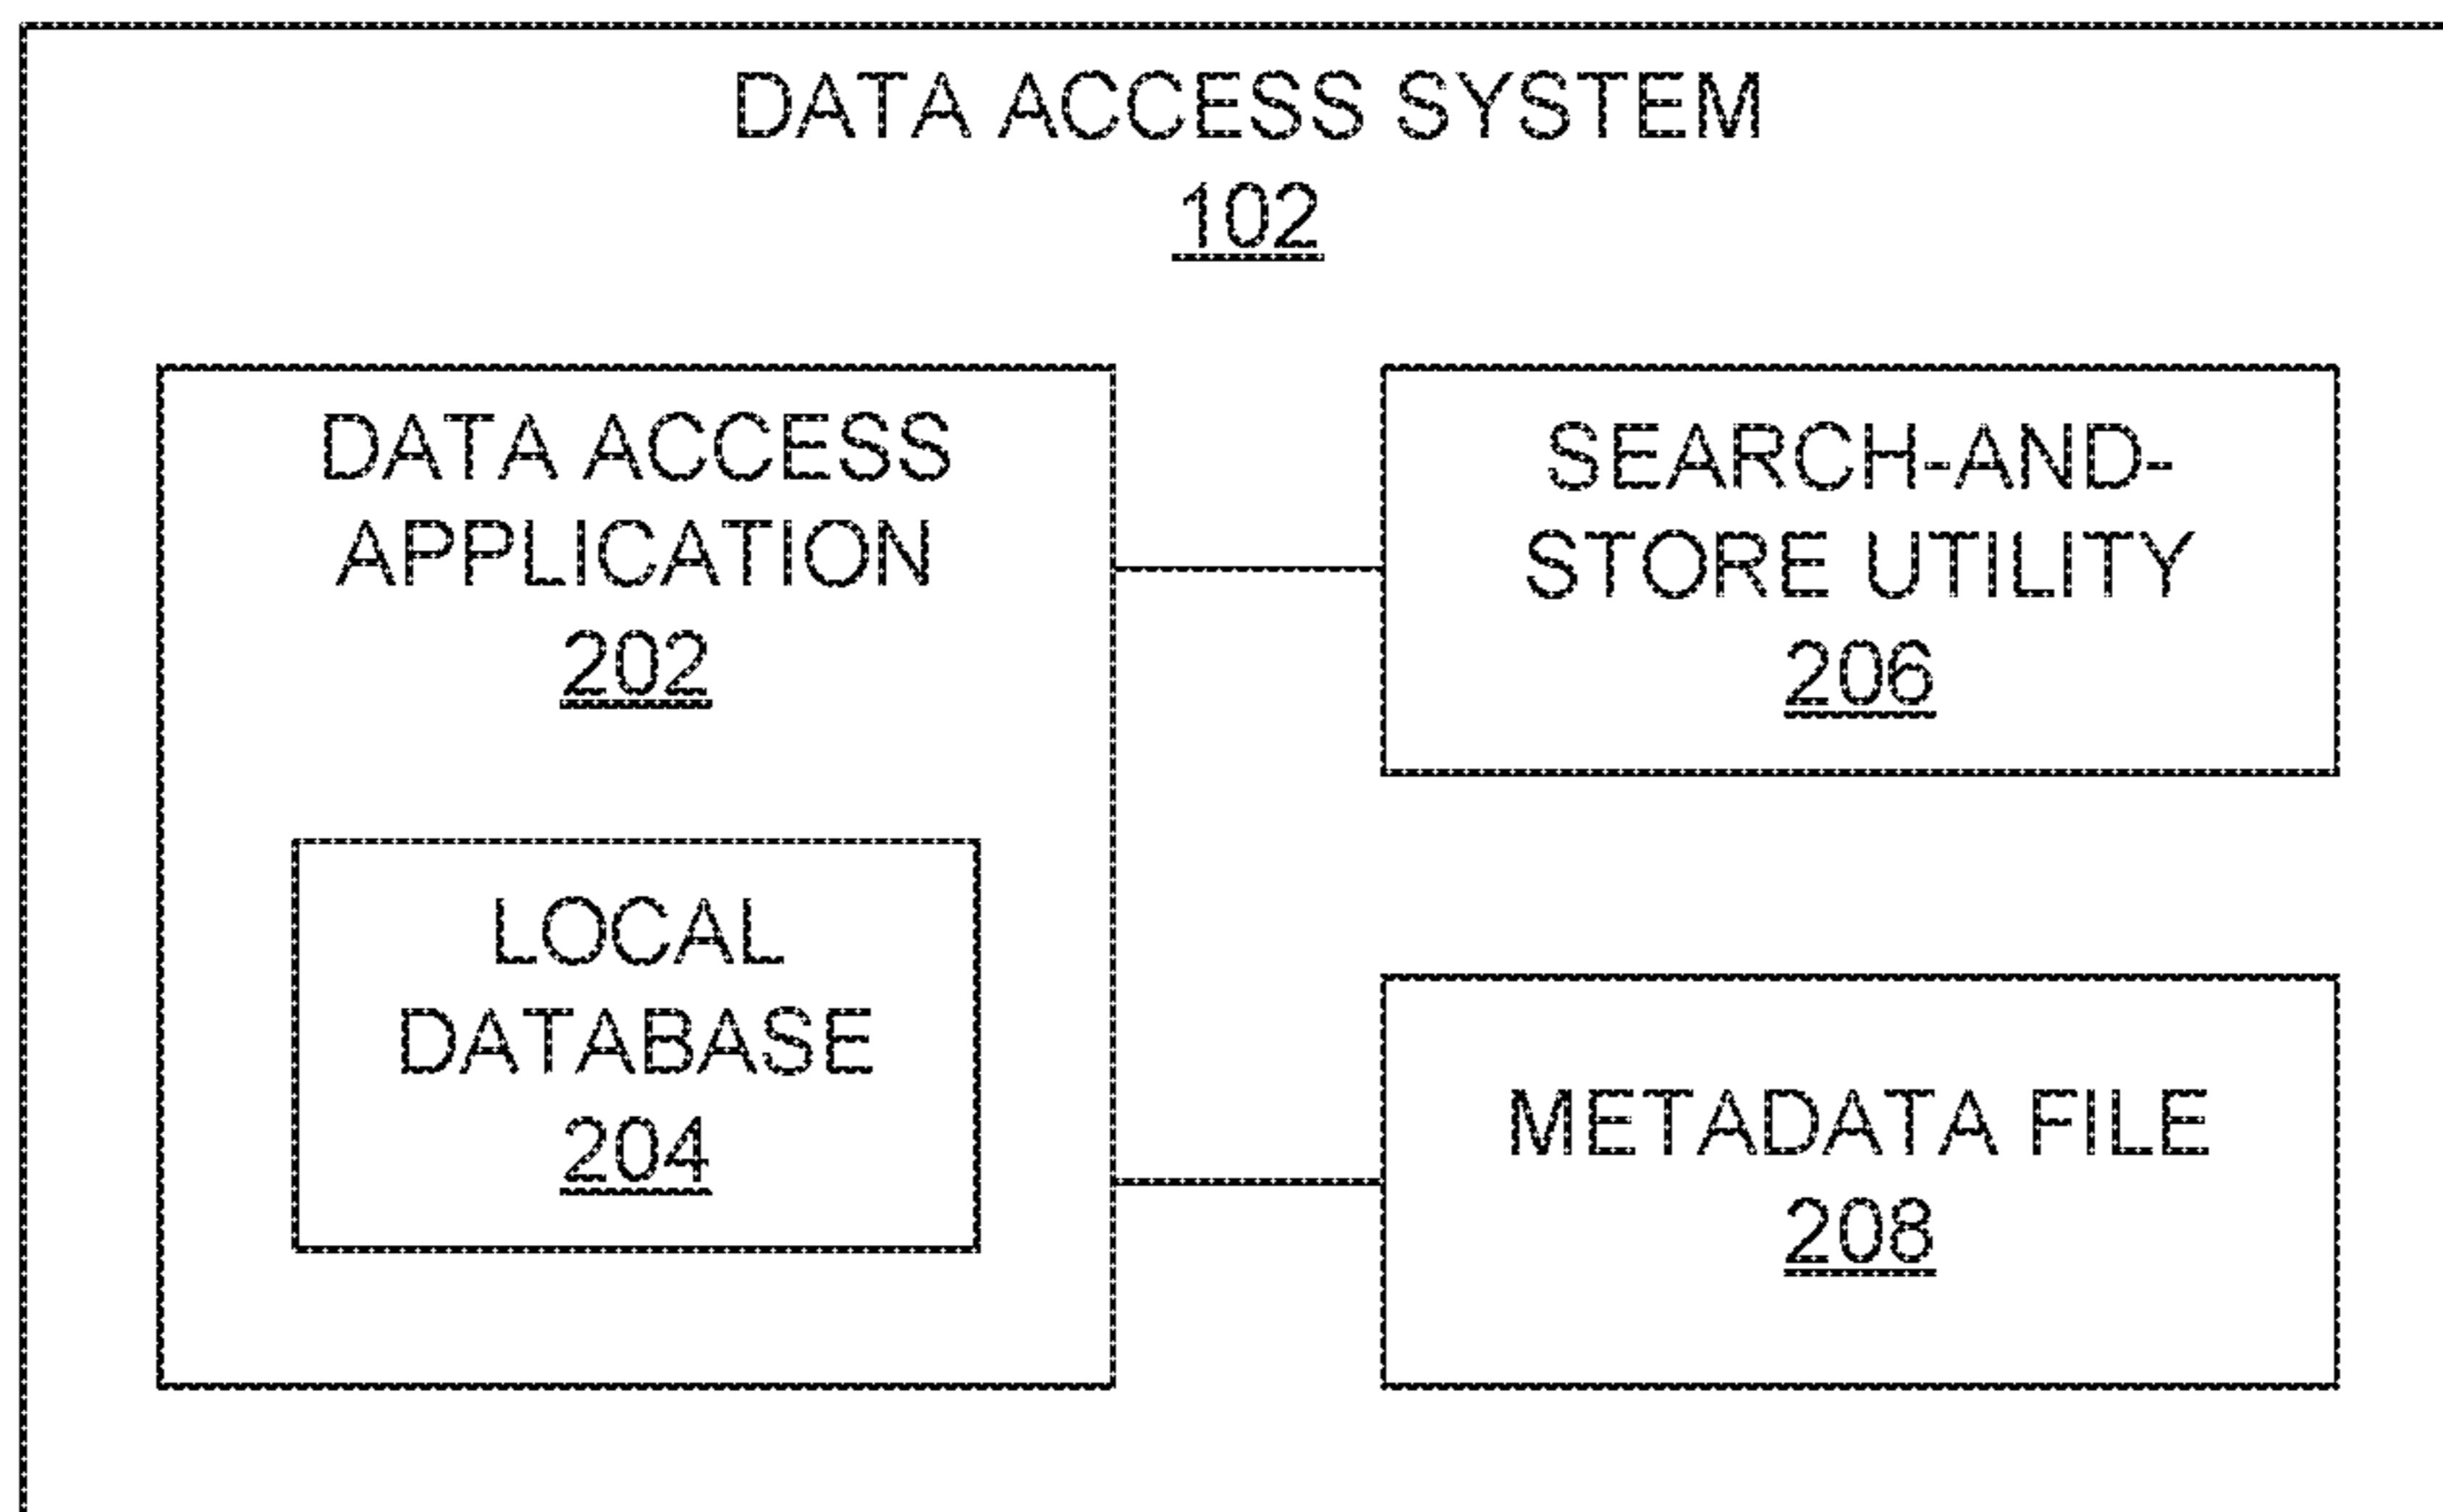 DATA ACCESS SYSTEM
102
DATA ACCESS
APPLICATION
202
LOCAL
DATABASE
204
SEARCH-AND-
STORE UTILITY
206
METADATA FILE
208